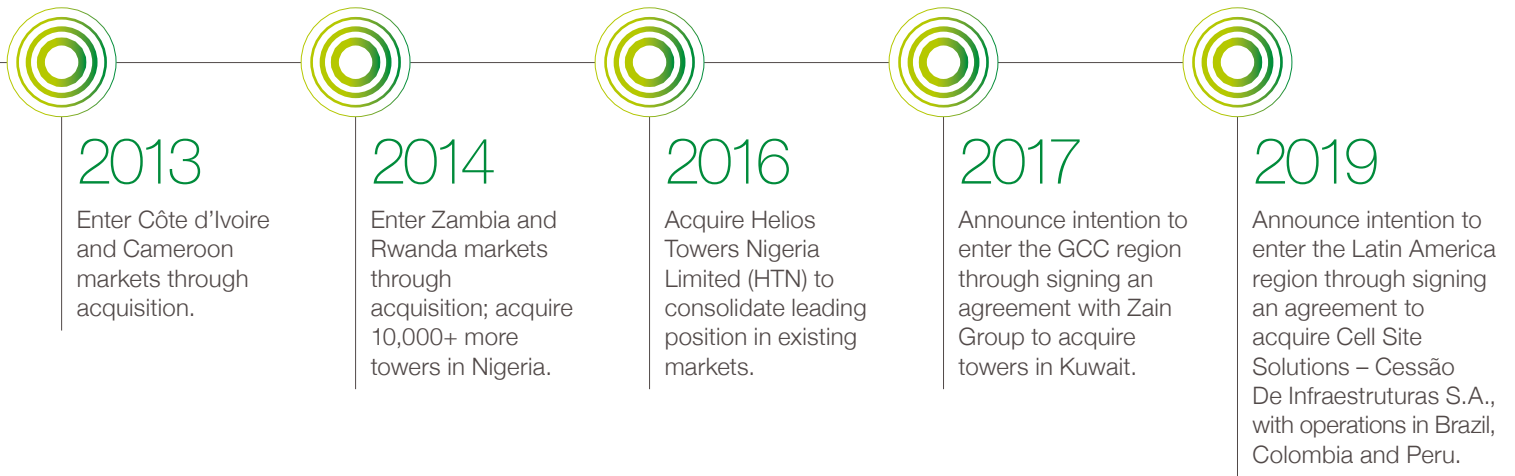 2013
Enter Côte d’Ivoire
and Cameroon
markets through
acquisition.
2014
Enter Zambia and
Rwanda markets
through
acquisition; acquire
10,000+ more
towers in Nigeria.
2016
Acquire Helios
Towers Nigeria
Limited (HTN) to
consolidate leading
position in existing
markets.
2017
Announce intention to
enter the GCC region
through signing an
agreement with Zain
Group to acquire
towers in Kuwait.
2019
Announce intention to
enter the Latin America
region through signing
an agreement to
acquire Cell Site
Solutions – Cessão
De Infraestruturas S.A.,
with operations in Brazil,
Colombia and Peru.